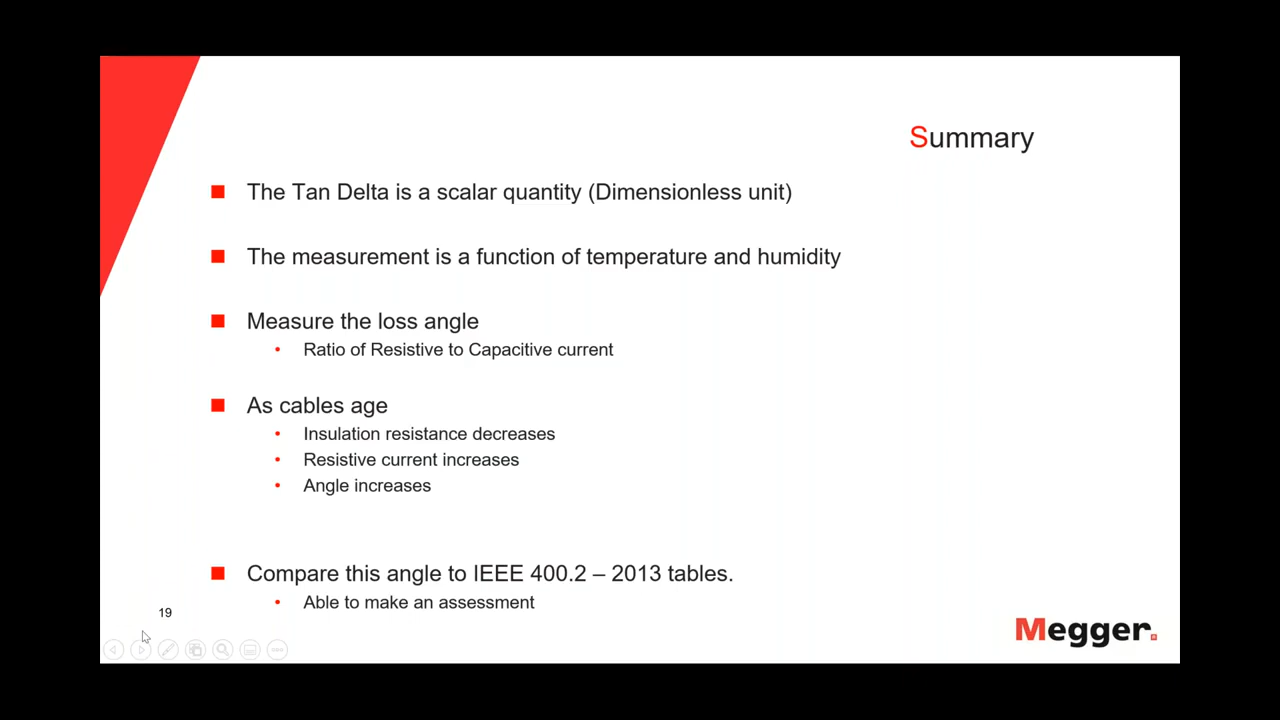 Summary
The Tan Delta is a scalar quantity (Dimensionless unit)
The measurement is a function of temperature and humidity
Measure the loss angle
Ratio of Resistive to Capacitive current
As cables age
Insulation resistance decreases
Resistive current increases
Angle increases
Compare this angle to IEEE 400.2 – 2013 tables.
Able to make an assessment
19
Megger.